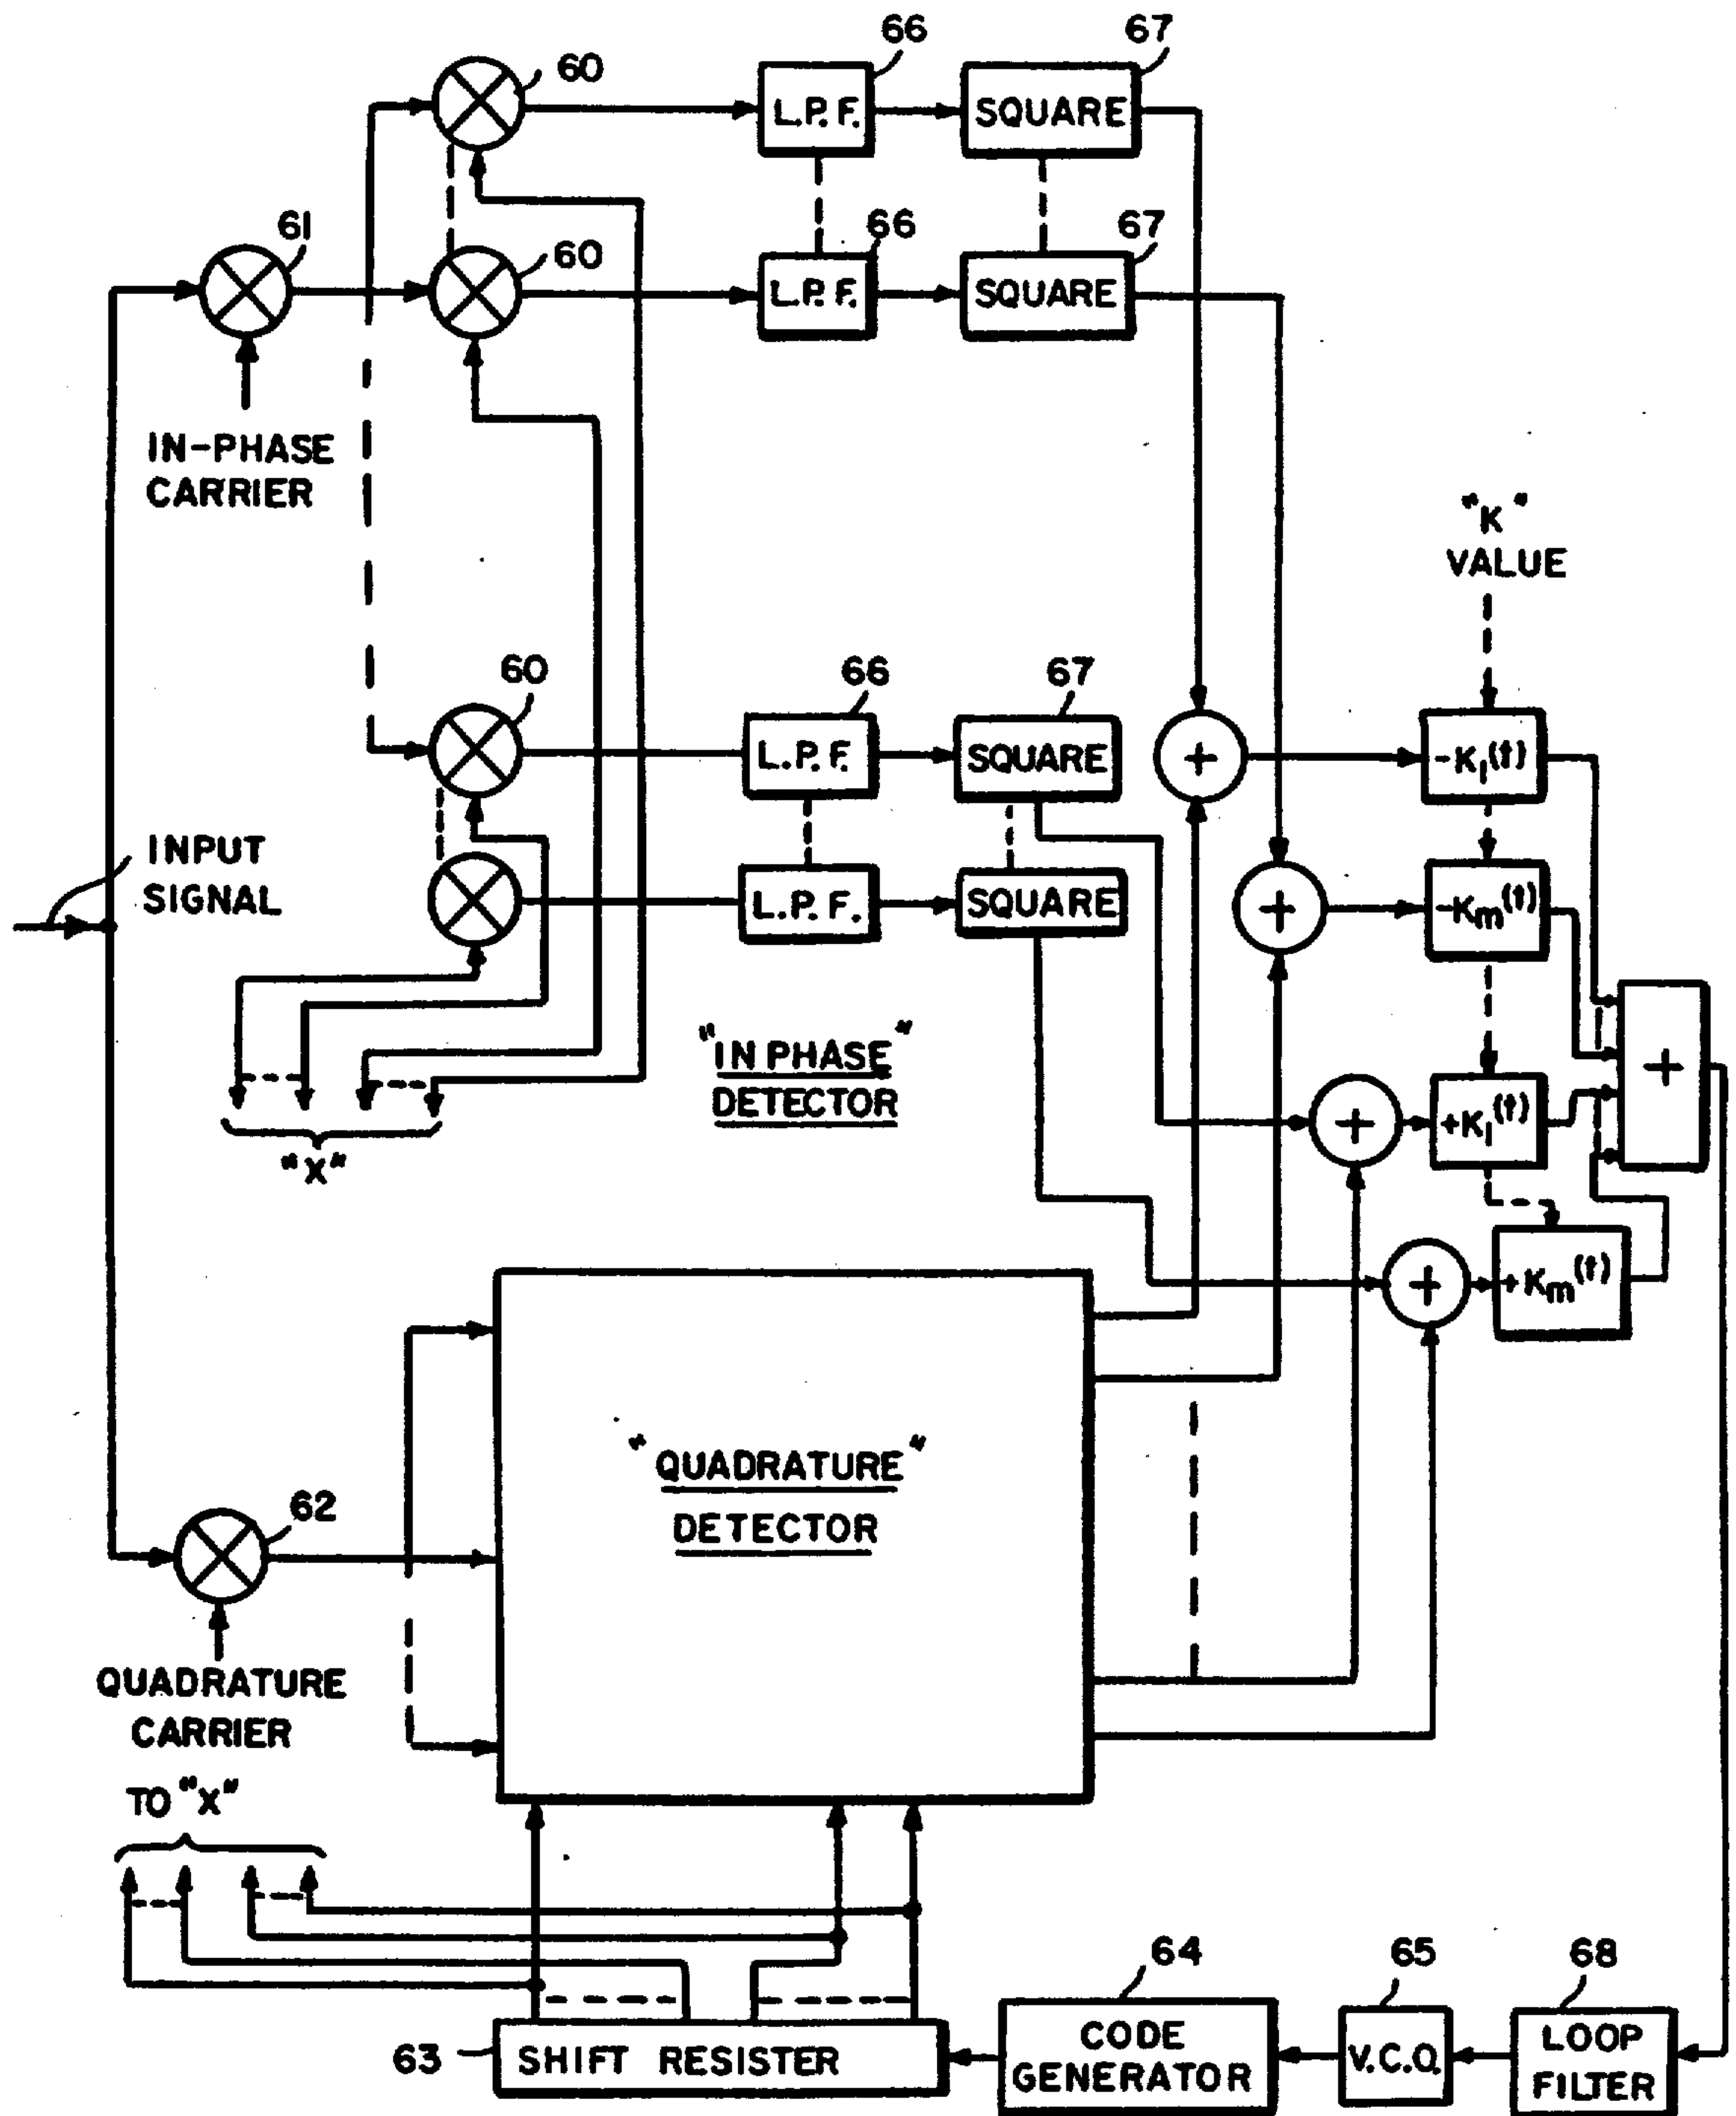 60
66
67
L.P.F.
SQUARE
61
60
66
67
L.P.F.
SQUARE
IN-PHASE
CARRIER
"K"
VALUE
60
66
67
L.P.F.
SQUARE
+
-K₁(t)
INPUT
SIGNAL
L.P.F.
SQUARE
+
-Km(t)
"IN PHASE"
DETECTOR
+
"X"
+
+K₁(t)
+
+Km(t)
"QUADRATURE"
DETECTOR
62
QUADRATURE
CARRIER
TO "X"
63
SHIFT RESISTER
64
CODE
GENERATOR
65
V.C.O.
68
LOOP
FILTER